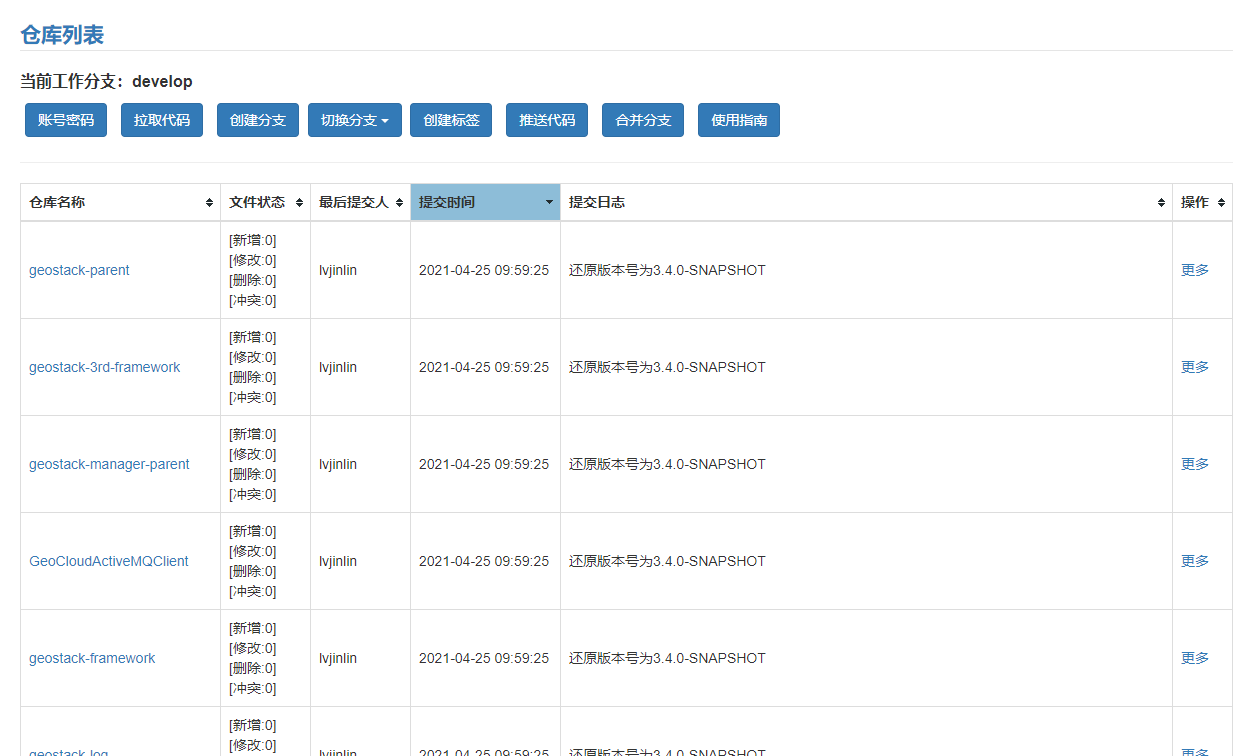 仓库列表
当前工作分支：develop
账号密码 拉取代码 创建分支 切换分支 创建标签 推送代码 合并分支 使用指南
仓库名称 文件状态 最后提交人 提交时间 提交日志 操作
[新增:0]
[修改:0]
geostack-parent lvjinlin 2021-04-25 09:59:25 还原版本号为3.4.0-SNAPSHOT 更多
[删除:0]
[冲突:0]
[新增:0]
[修改:0]
geostack-3rd-framework lvjinlin 2021-04-25 09:59:25 还原版本号为3.4.0-SNAPSHOT 更多
[删除:0]
[冲突:0]
[新增:0]
[修改:0]
geostack-manager-parent lvjinlin 2021-04-25 09:59:25 还原版本号为3.4.0-SNAPSHOT 更多
[删除:0]
[冲突:0]
[新增:0]
[修改:0]
GeoCloudActiveMQClient lvjinlin 2021-04-25 09:59:25 还原版本号为3.4.0-SNAPSHOT 更多
[删除:0]
[冲突:0]
[新增:0]
[修改:0]
geostack-framework lvjinlin 2021-04-25 09:59:25 还原版本号为3.4.0-SNAPSHOT 更多
[删除:0]
[冲突:0]
[新增:0]
[修改:0]
geostack-log lvjinlin 2021-04-25 09:59:25 还原版本号为3.4.0-SNAPSHOT 更多